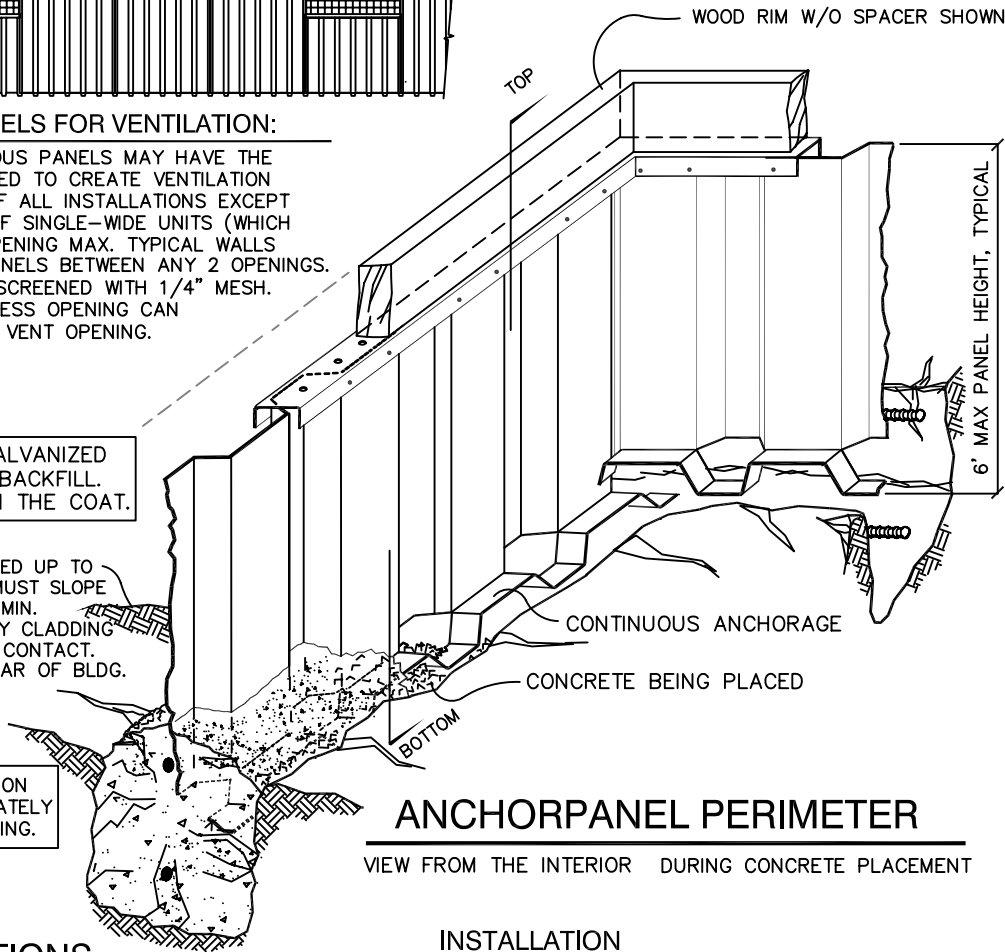 WOOD RIM W/O SPACER SHOWN
TOP
ELS FOR VENTILATION:
OUS PANELS MAY HAVE THE
ED TO CREATE VENTILATION
F ALL INSTALLATIONS EXCEPT
F SINGLE-WIDE UNITS (WHICH
PENING MAX. TYPICAL WALLS
NELS BETWEEN ANY 2 OPENINGS.
SCREENED WITH 1/4" MESH.
ESS OPENING CAN
VENT OPENING.
6' MAX PANEL HEIGHT, TYPICAL
ALVANIZED
BACKFILL.
THE COAT.
ED UP TO
MUST SLOPE
MIN.
Y CLADDING
CONTACT.
AR OF BLDG.
CONTINUOUS ANCHORAGE
CONCRETE BEING PLACED
BOTTOM
ON
ATELY
ING.
ANCHORPANEL PERIMETER
VIEW FROM THE INTERIOR DURING CONCRETE PLACEMENT
TIONS
INSTALLATION